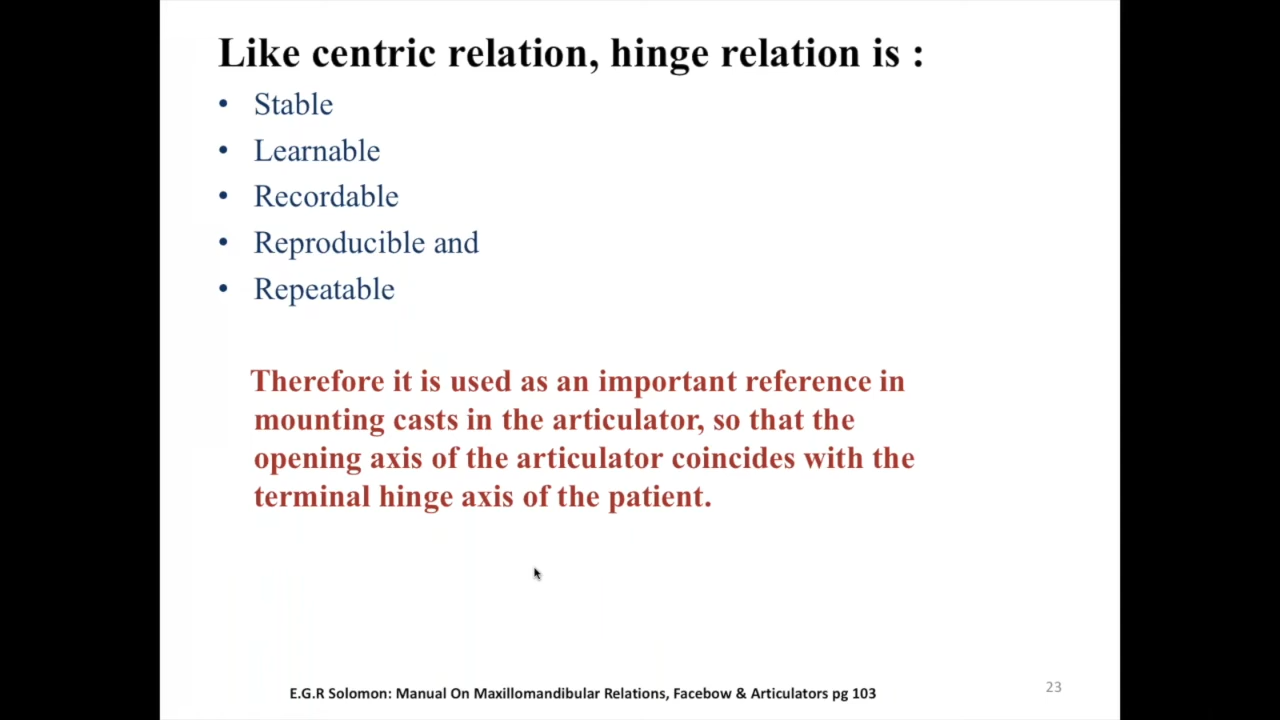 Like centric relation, hinge relation is :
• Stable
• Learnable
• Recordable
• Reproducible and
• Repeatable
Therefore it is used as an important reference in
mounting casts in the articulator, so that the
opening axis of the articulator coincides with the
terminal hinge axis of the patient.
E.G.R Solomon: Manual On Maxillomandibular Relations, Facebow & Articulators pg 103
23